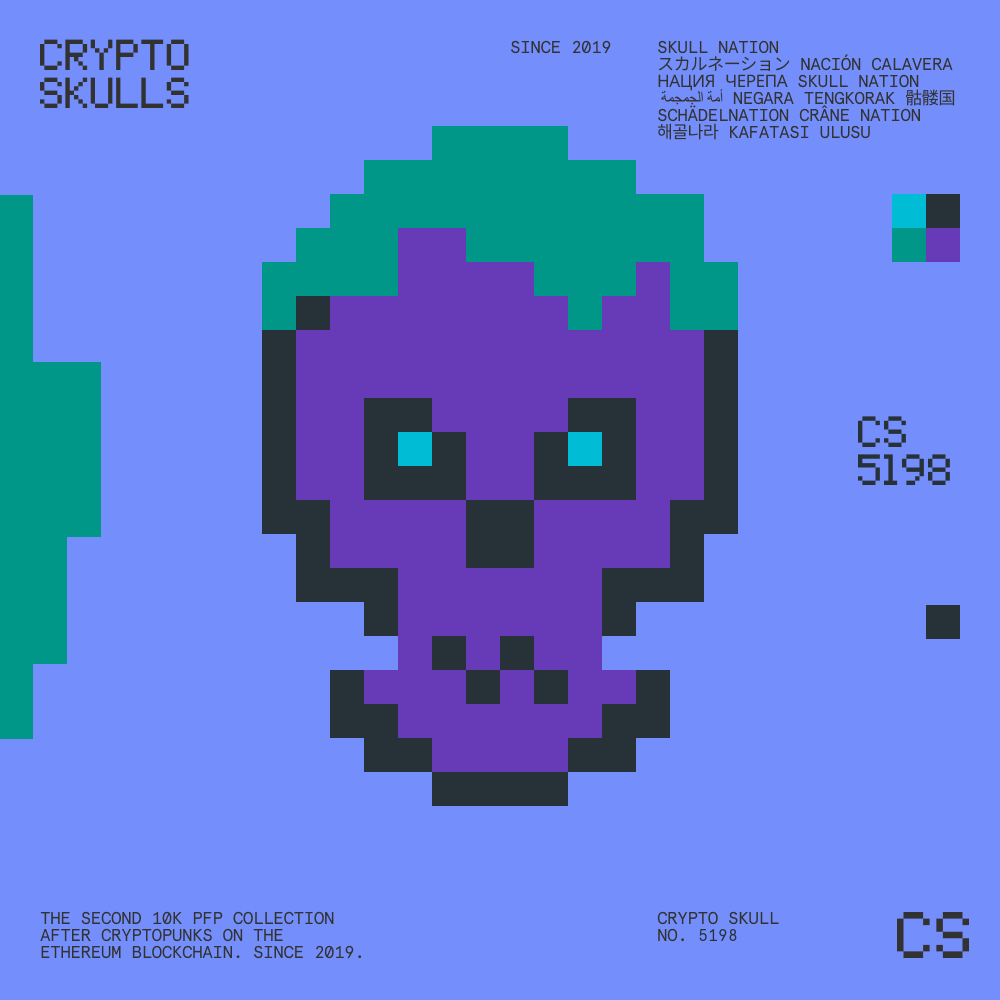 CRYPTO
SKULLS
SINCE 2019
SKULL NATION
スカルネーション NACIÓN CALAVERA
НАЦИЯ ЧЕРЕПА SKULL NATION
أمة الجمجمة NEGARA TENGKORAK 骷髅国
SCHÄDELNATION CRÂNE NATION
해골나라 KAFATASI ULUSU
CS
5198
THE SECOND 10K PFP COLLECTION
AFTER CRYPTOPUNKS ON THE
ETHEREUM BLOCKCHAIN. SINCE 2019.
CRYPTO SKULL
NO. 5198
CS